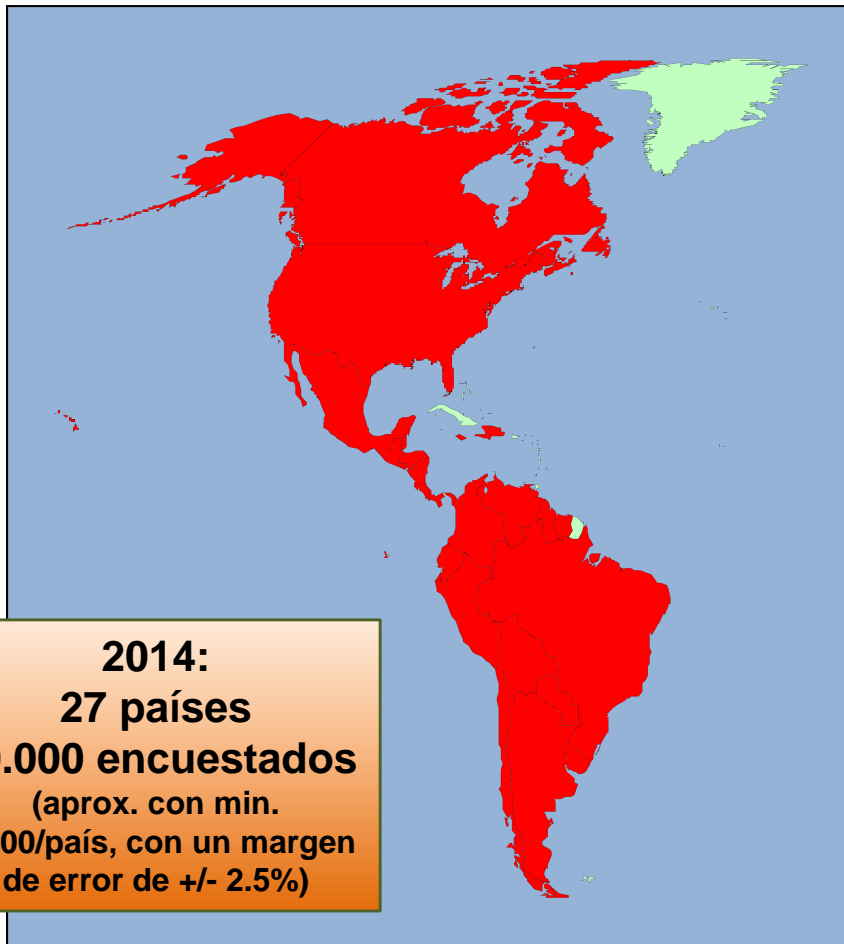 2014:
27 países
.000 encuestados
(aprox. con min.
00/país, con un margen
de error de +/- 2.5%)